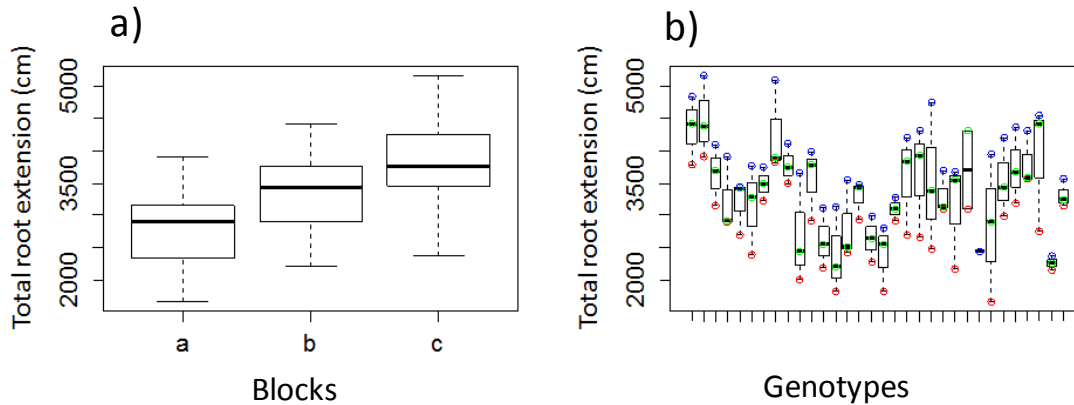 a)
Total root extension (cm)
5000
3500
2000
a b c
Blocks
b)
Total root extension (cm)
5000
3500
2000
Genotypes